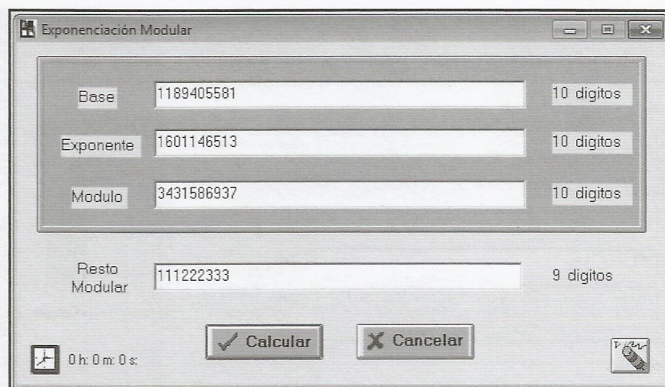 Exponenciación Modular
Base 1189405581 10 digitos
Exponente 1601146513 10 digitos
Modulo 3431586937 10 digitos
Resto Modular 111222333 9 digitos
Calcular Cancelar
0 h: 0 m: 0 s: